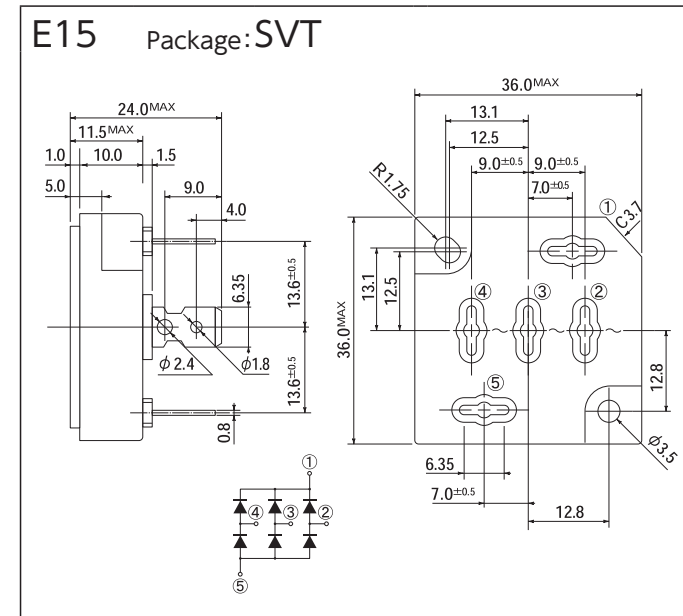 E15 Package:SVT
24.0MAX
11.5MAX
1.0 10.0 1.5
5.0 9.0
4.0
6.35
13.6±0.5
13.6±0.5
ϕ2.4 ϕ1.8
0.8
36.0MAX
13.1
12.5
9.0±0.5 9.0±0.5
7.0±0.5
R1.75
① C3.7
13.1
12.5
36.0MAX
④ ③ ②
12.8
⑤
6.35
7.0±0.5
12.8
ϕ3.5
①
④ ③ ②
⑤